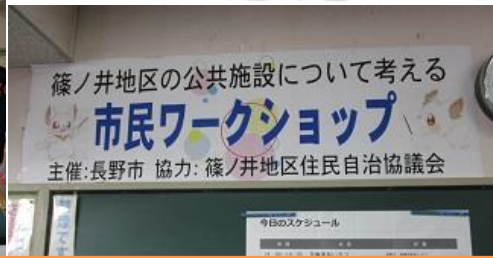 篠ノ井地区の公共施設について考える
市民ワークショップ
主催:長野市 協力: 篠ノ井地区住民自治協議会
今日のスケジュール